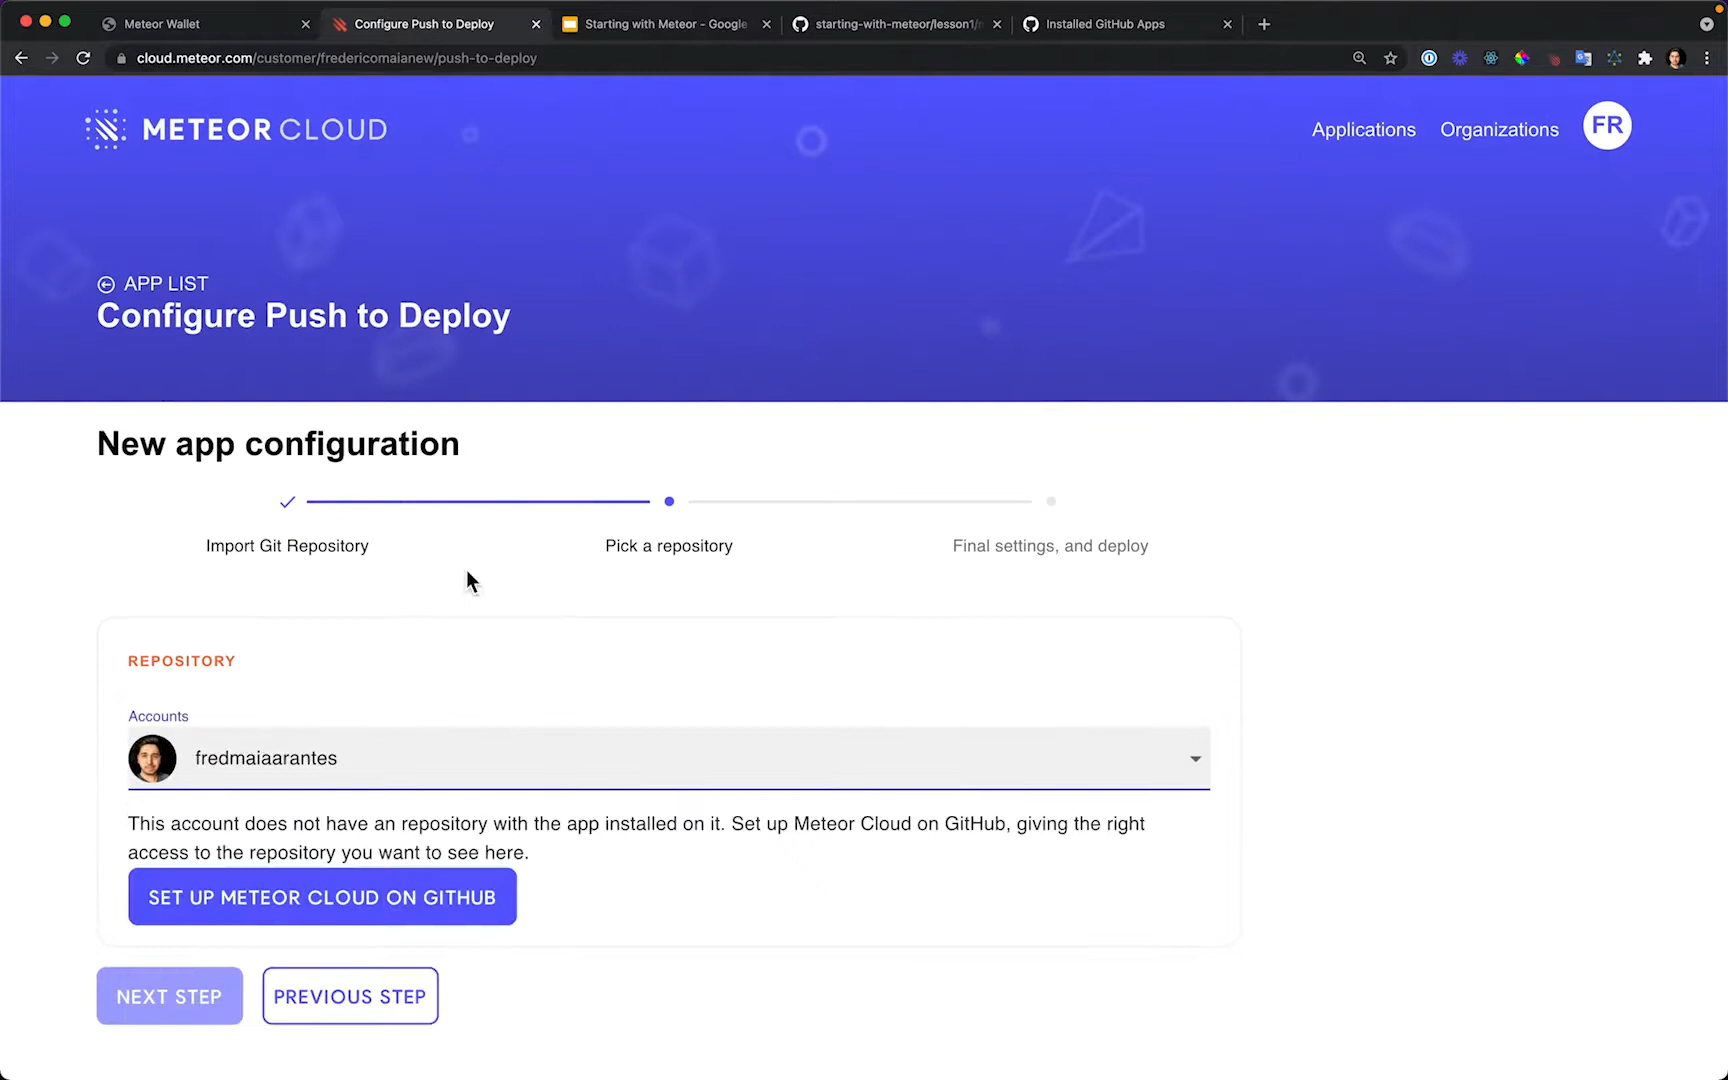 Meteor Wallet
Configure Push to Deploy
Starting with Meteor - Google
starting-with-meteor/lesson1/
Installed GitHub Apps
cloud.meteor.com/customer/fredericomaianew/push-to-deploy
METEOR CLOUD
Applications
Organizations
FR
APP LIST
Configure Push to Deploy
New app configuration
Import Git Repository
Pick a repository
Final settings, and deploy
REPOSITORY
Accounts
fredmaiaarantes
This account does not have an repository with the app installed on it. Set up Meteor Cloud on GitHub, giving the right
access to the repository you want to see here.
SET UP METEOR CLOUD ON GITHUB
NEXT STEP
PREVIOUS STEP